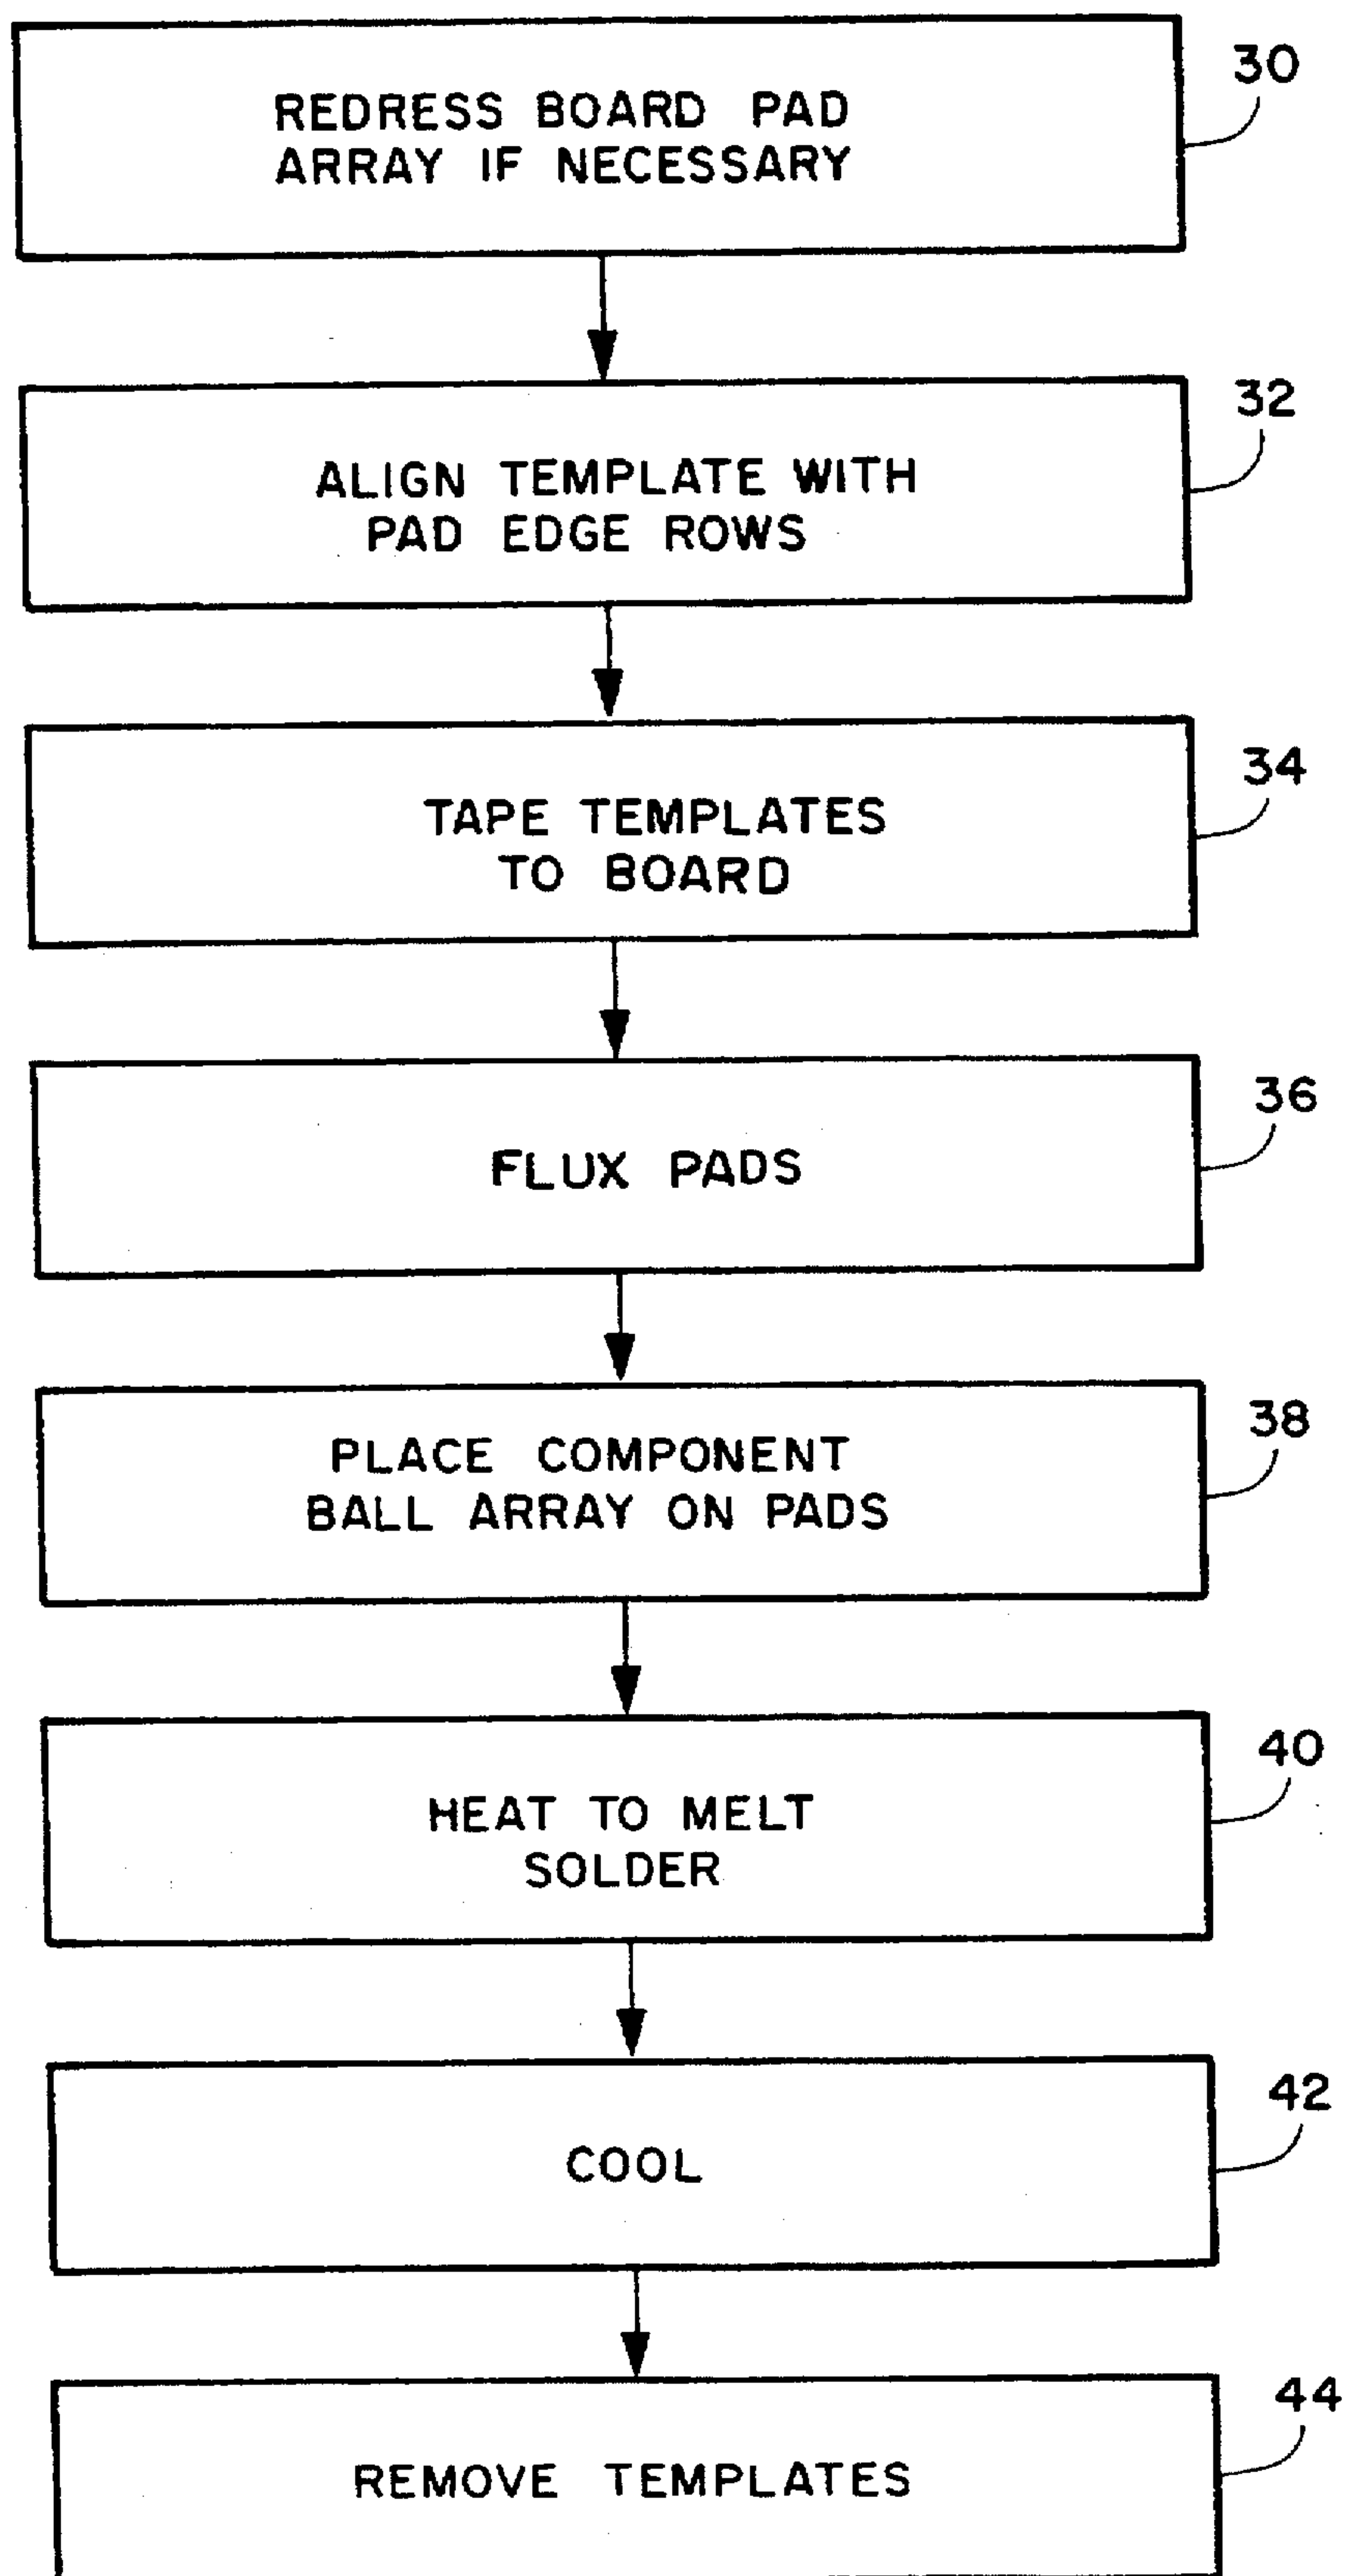 30
REDRESS BOARD PAD
ARRAY IF NECESSARY
32
ALIGN TEMPLATE WITH
PAD EDGE ROWS
34
TAPE TEMPLATES
TO BOARD
36
FLUX PADS
38
PLACE COMPONENT
BALL ARRAY ON PADS
40
HEAT TO MELT
SOLDER
42
COOL
44
REMOVE TEMPLATES